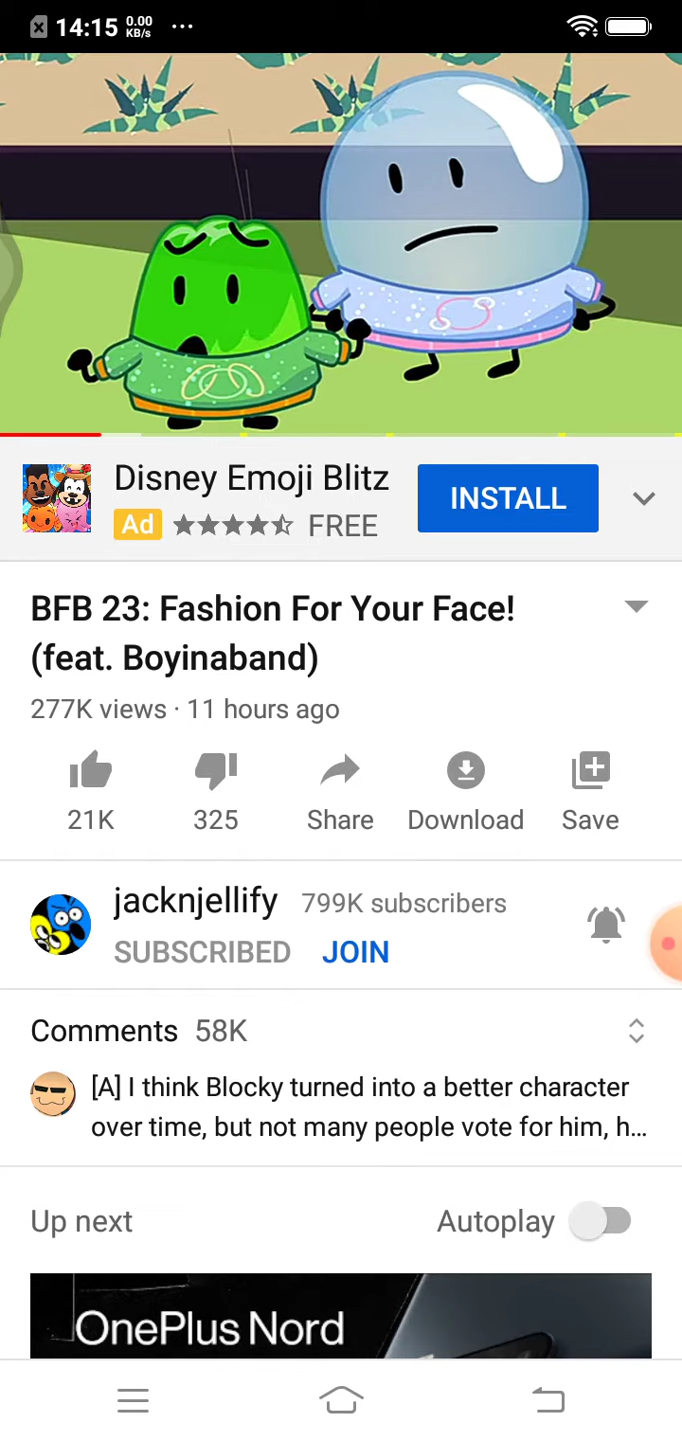 14:15 0.00 KB/s ...
Disney Emoji Blitz
INSTALL
Ad FREE
BFB 23: Fashion For Your Face!
(feat. Boyinaband)
277K views · 11 hours ago
21K 325 Share Download Save
jacknjellify 799K subscribers
SUBSCRIBED JOIN
Comments 58K
[A] I think Blocky turned into a better character
over time, but not many people vote for him, h...
Up next Autoplay
OnePlus Nord